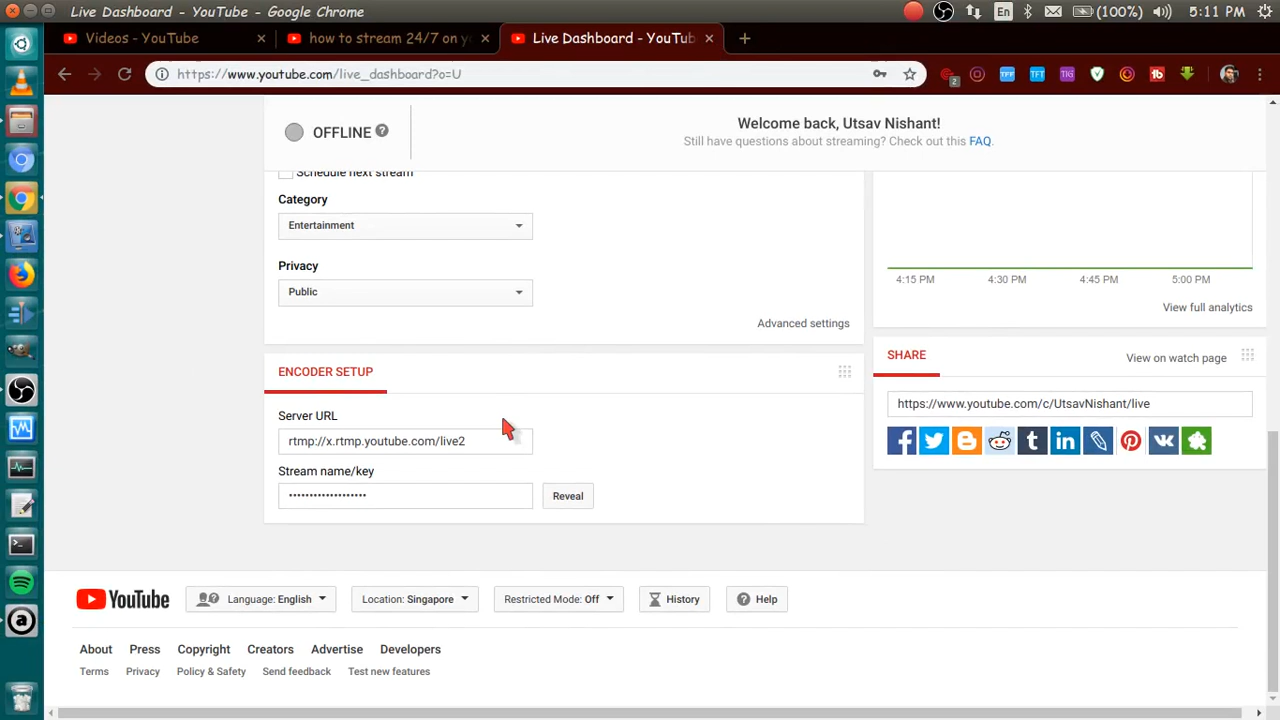 Live Dashboard - YouTube - Google Chrome
En
(100%)
5:11 PM
Videos - YouTube
how to stream 24/7 on y
Live Dashboard - YouTub
https://www.youtube.com/live_dashboard?o=U
2
TFF
TFT
TIG
OFFLINE
Welcome back, Utsav Nishant!
Still have questions about streaming? Check out this FAQ.
Schedule next stream
Category
Entertainment
Privacy
Public
Advanced settings
4:15 PM
4:30 PM
4:45 PM
5:00 PM
View full analytics
ENCODER SETUP
Server URL
rtmp://x.rtmp.youtube.com/live2
Stream name/key
•••••••••••••••••••
Reveal
SHARE
View on watch page
https://www.youtube.com/c/UtsavNishant/live
YouTube
Language: English
Location: Singapore
Restricted Mode: Off
History
Help
About
Press
Copyright
Creators
Advertise
Developers
Terms
Privacy
Policy & Safety
Send feedback
Test new features